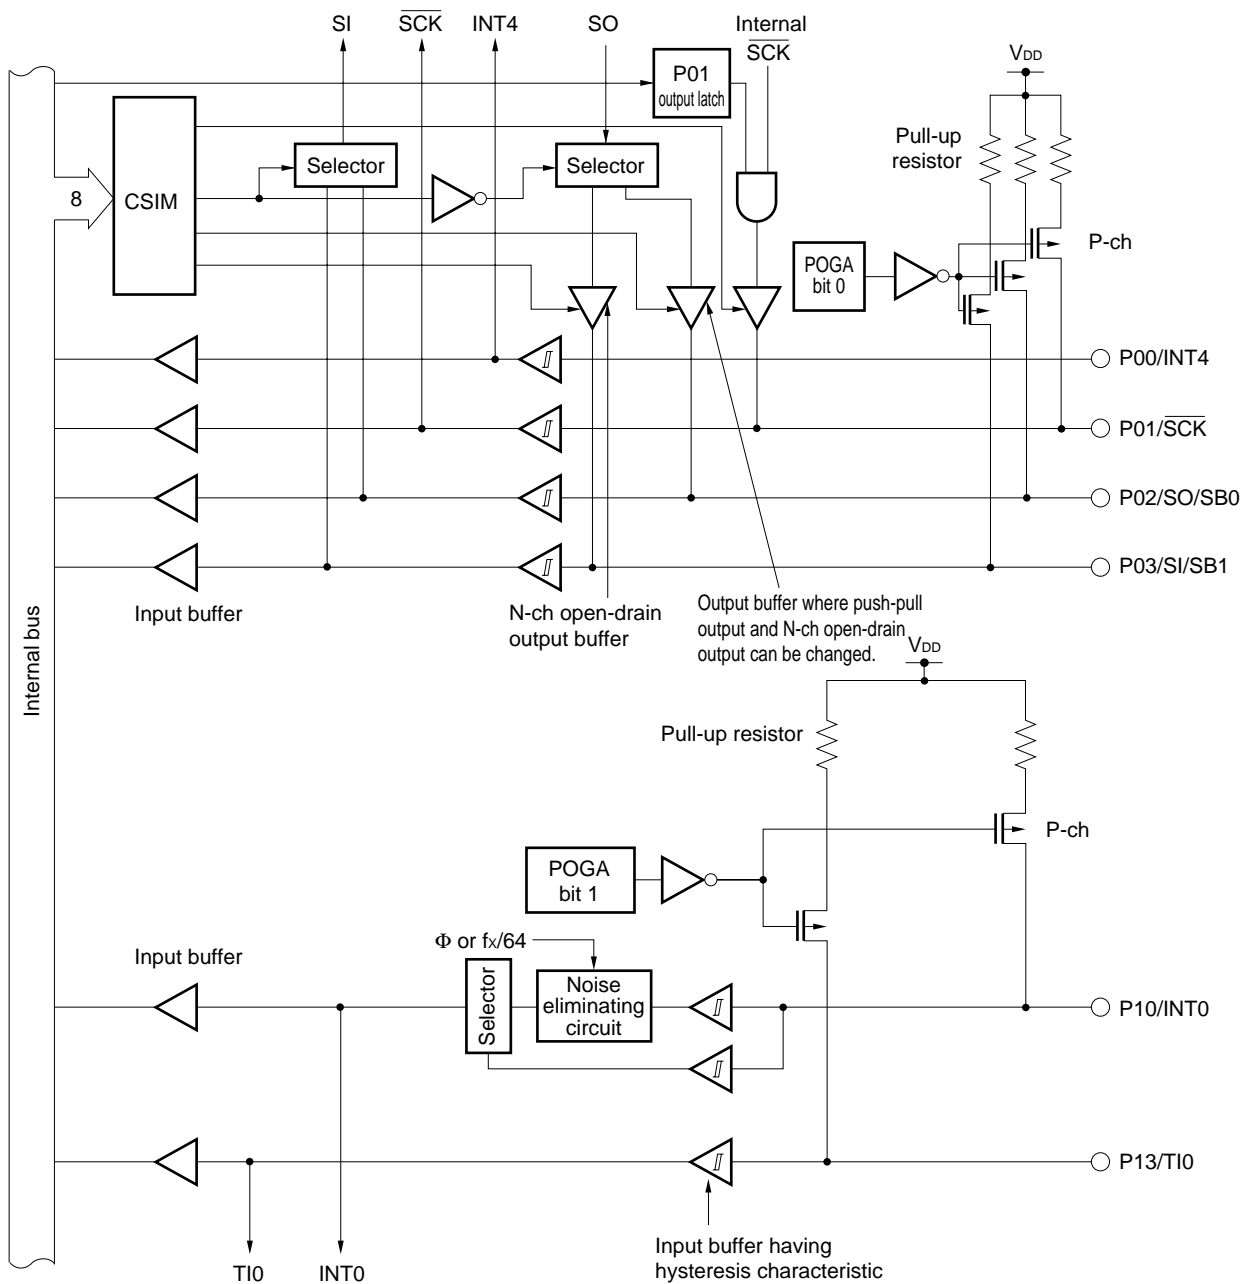 SI
SCK
INT4
SO
Internal
SCK
VDD
P01
output latch
Pull-up
resistor
Selector
Selector
8
CSIM
P-ch
POGA
bit 0
P00/INT4
P01/SCK
P02/SO/SB0
P03/SI/SB1
Input buffer
N-ch open-drain
output buffer
Output buffer where push-pull
output and N-ch open-drain
output can be changed.
Internal bus
VDD
Pull-up resistor
P-ch
POGA
bit 1
Φ or fx/64
Input buffer
Selector
Noise
eliminating
circuit
P10/INT0
P13/TI0
Input buffer having
hysteresis characteristic
TI0
INT0